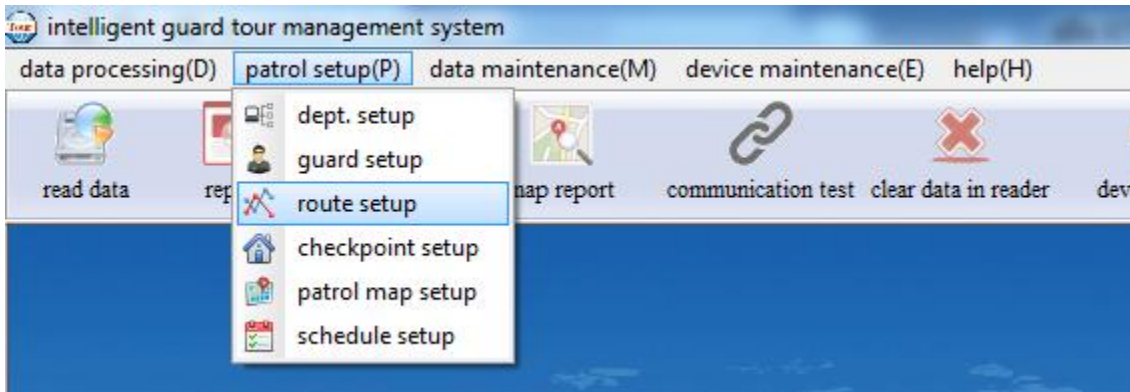 intelligent guard tour management system
data processing(D) patrol setup(P) data maintenance(M) device maintenance(E) help(H)
dept. setup
guard setup
read data map report communication test clear data in reader
route setup
checkpoint setup
patrol map setup
schedule setup